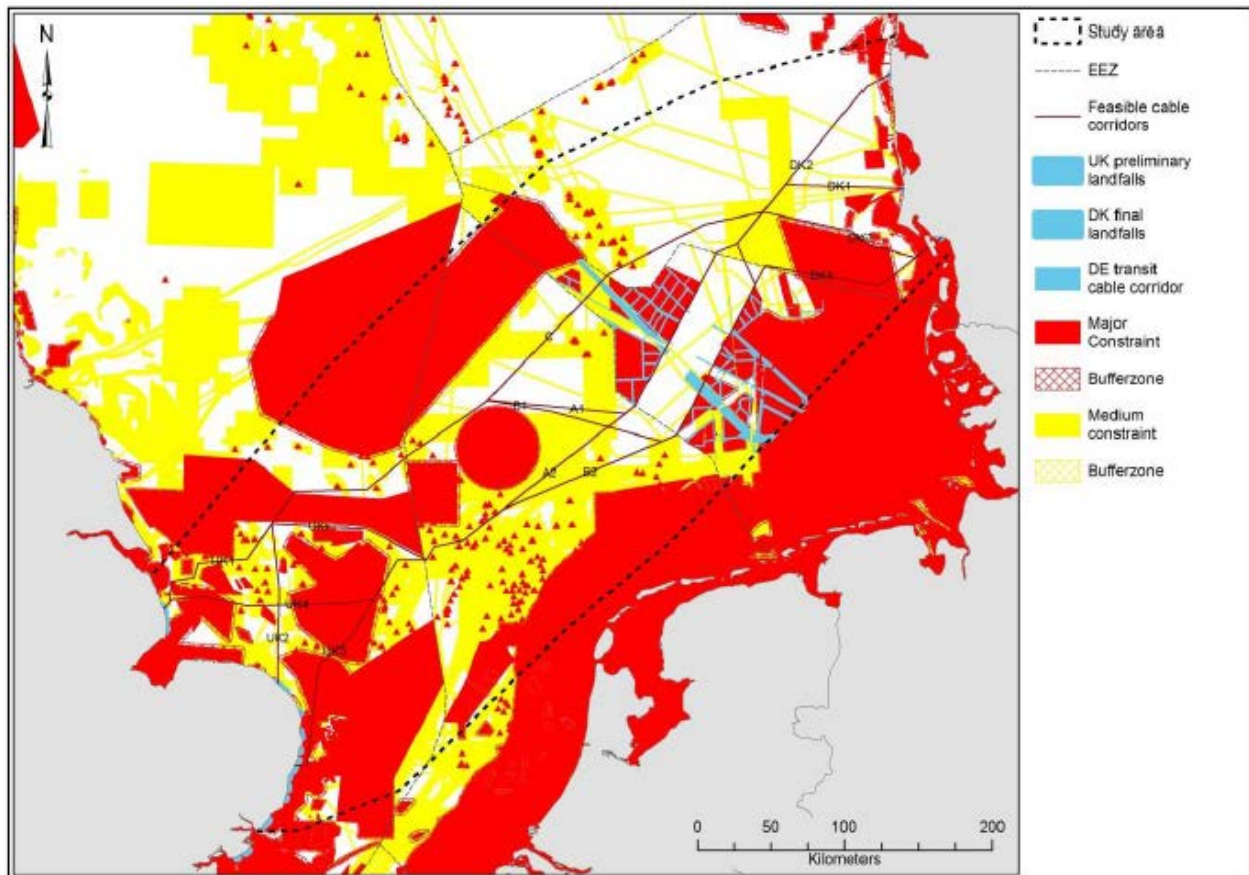 N
Study area
EEZ
Feasible cable
corridors
UK preliminary
landfalls
DK final
landfalls
DE transit
cable corridor
Major
Constraint
Bufferzone
Medium
constraint
Bufferzone
DK2
DK1
C
B1
A1
A2
B2
UK1
UK2
0
50
100
200
Kilometers